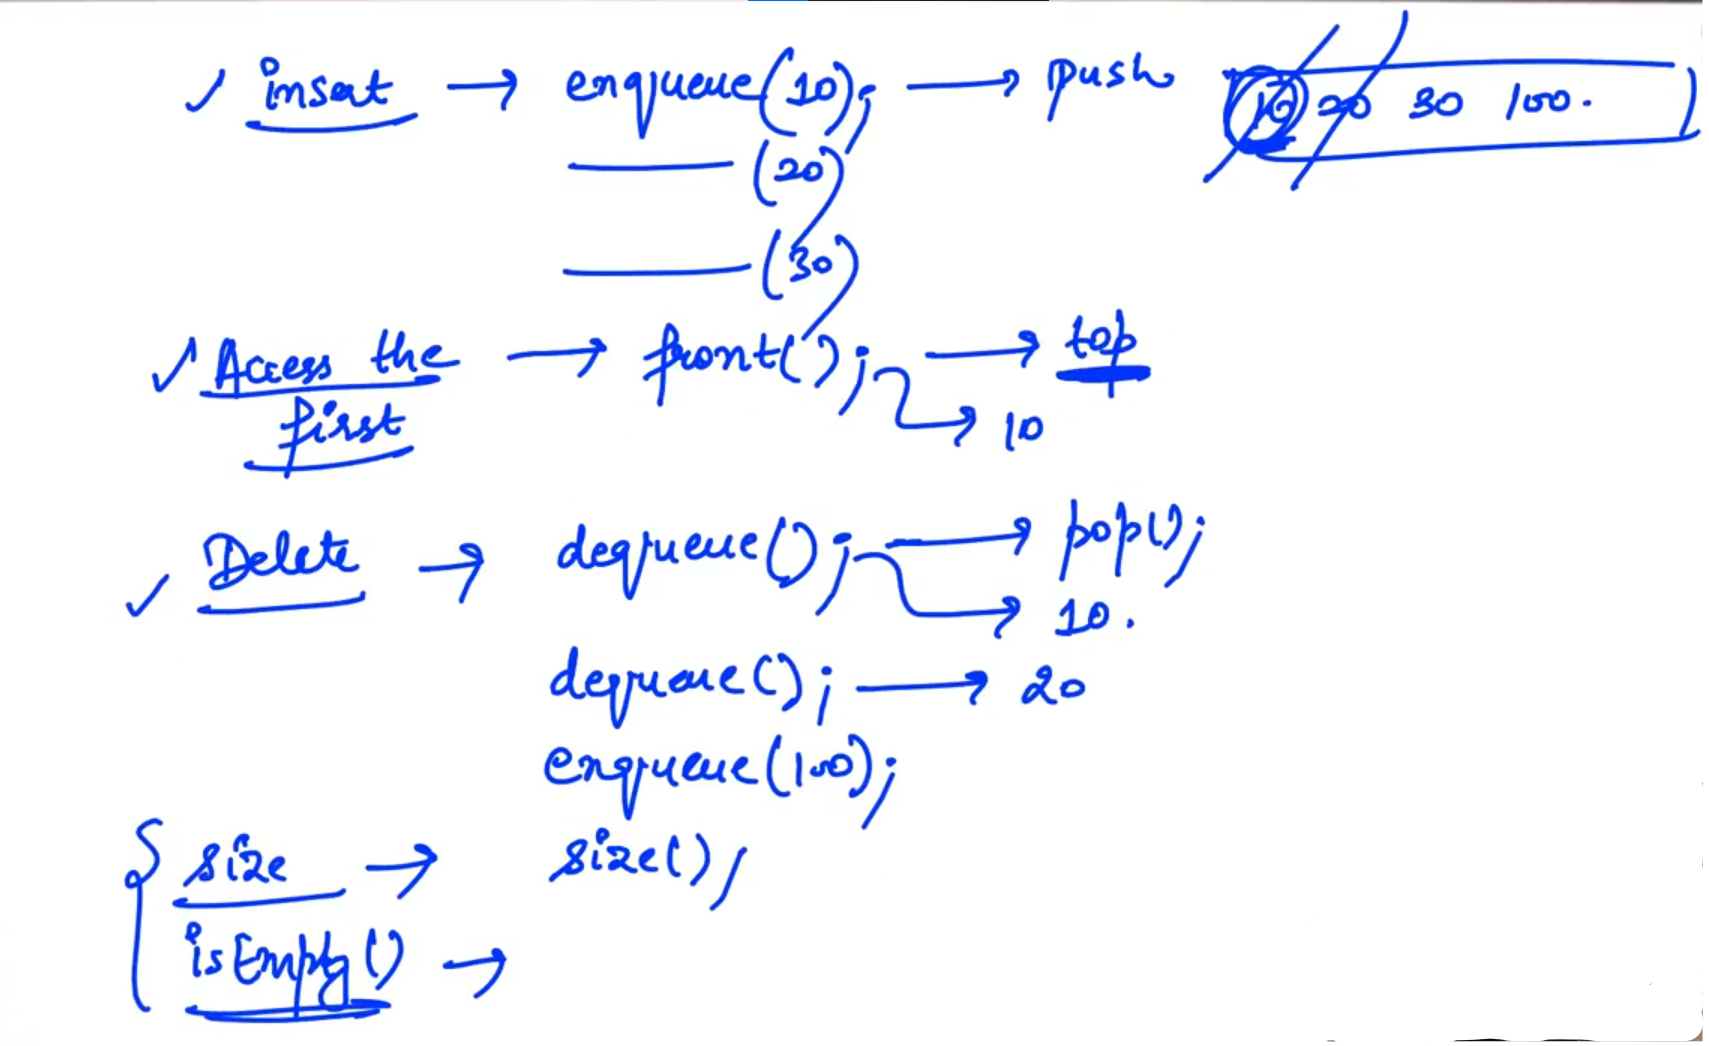 ✓ insert → enqueue(10); → push 10 20 30 100.
(20)
(30)
✓ Access the → front(); → top
first → 10
✓ Delete → dequeue(); → pop();
→ 10.
dequeue(); → 20
enqueue(100);
size → size();
isEmpty() →